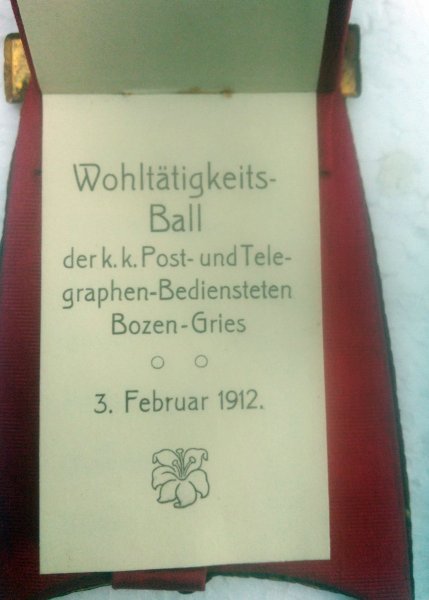 Wohltätigkeits-
Ball
der k. k. Post- und Tele-
graphen-Bediensteten
Bozen-Gries
3. Februar 1912.